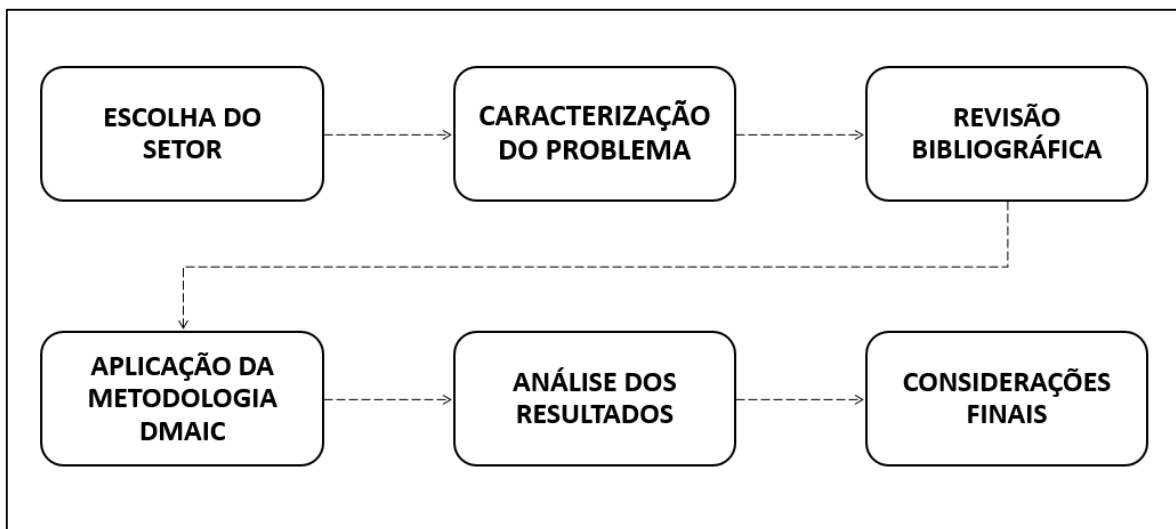 ESCOLHA DO
SETOR
CARACTERIZAÇÃO
DO PROBLEMA
REVISÃO
BIBLIOGRÁFICA
APLICAÇÃO DA
METODOLOGIA
DMAIC
ANÁLISE DOS
RESULTADOS
CONSIDERAÇÕES
FINAIS